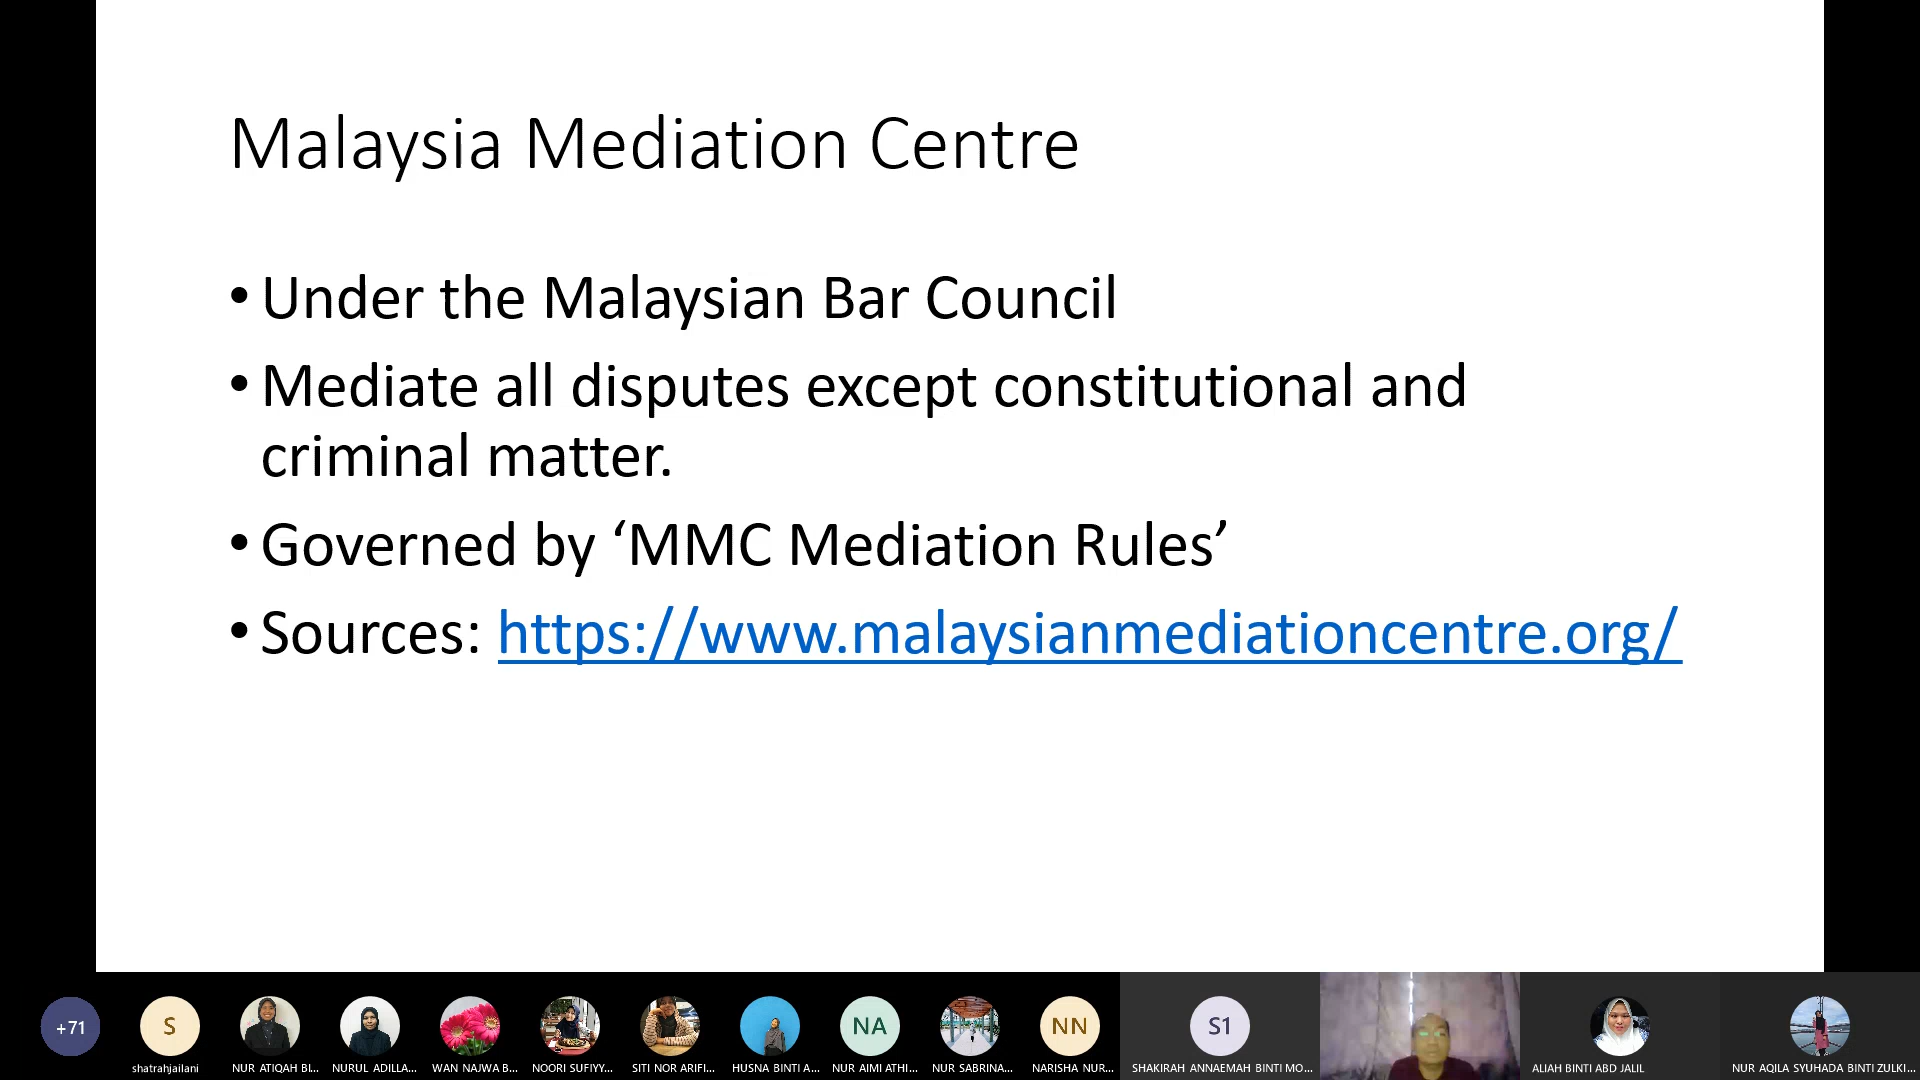 Malaysia Mediation Centre
• Under the Malaysian Bar Council
• Mediate all disputes except constitutional and
criminal matter.
• Governed by ‘MMC Mediation Rules’
• Sources: https://www.malaysianmediationcentre.org/
+71
S
NA
NN
S1
shatrahjailani
NUR ATIQAH BI...
NURUL ADILLA...
WAN NAJWA B...
NOORI SUFIYY...
SITI NOR ARIFI...
HUSNA BINTI A...
NUR AIMI ATHI...
NUR SABRINA...
NARISHA NUR...
SHAKIRAH ANNAEMAH BINTI MO...
ALIAH BINTI ABD JALIL
NUR AQILA SYUHADA BINTI ZULKI...